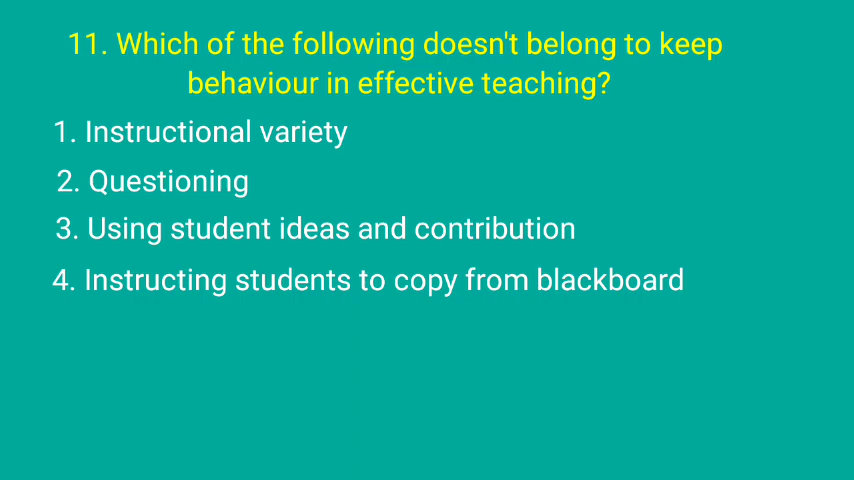 11. Which of the following doesn't belong to keep
behaviour in effective teaching?
1. Instructional variety
2. Questioning
3. Using student ideas and contribution
4. Instructing students to copy from blackboard